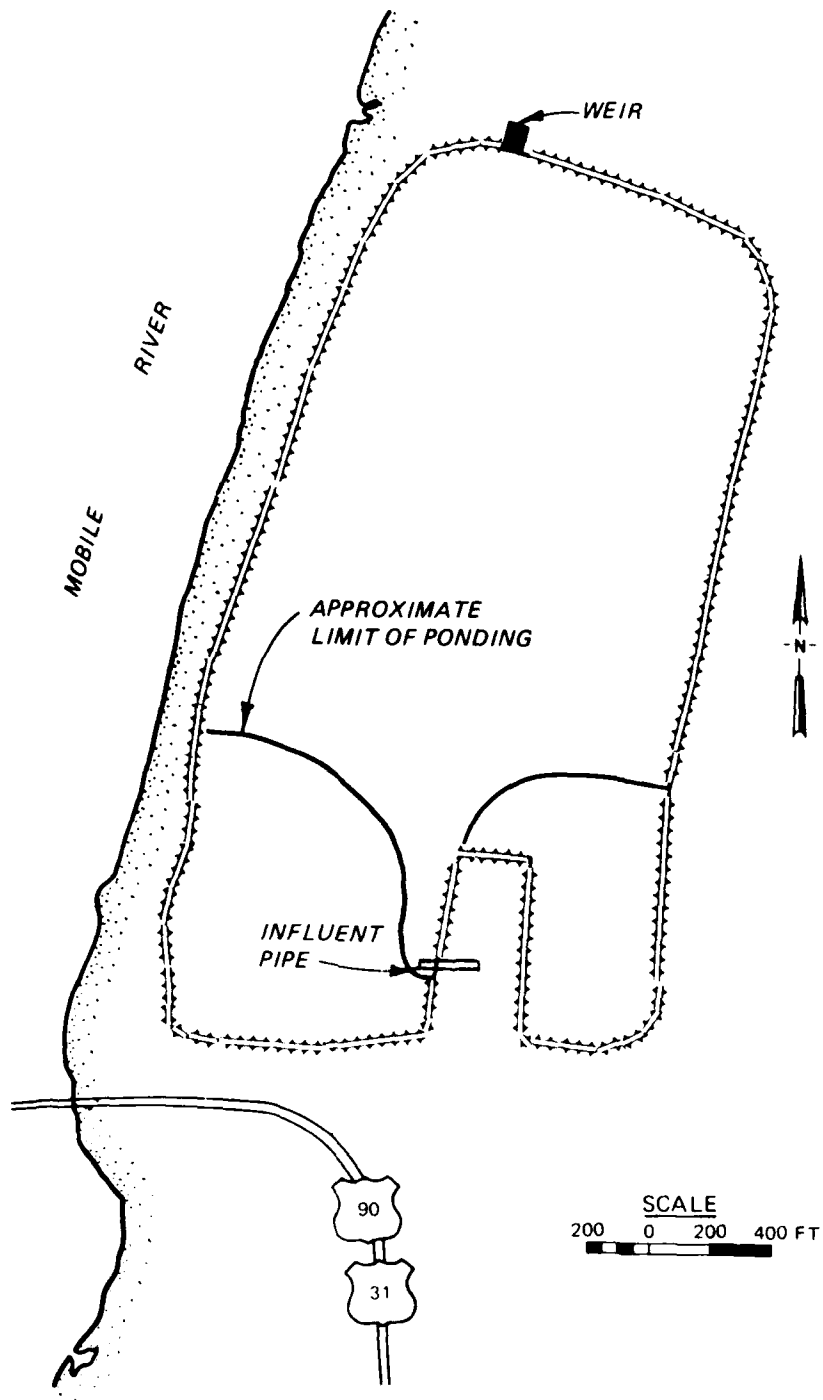 WEIR
RIVER
MOBILE
APPROXIMATE
LIMIT OF PONDING
-N-
INFLUENT
PIPE
90
31
SCALE
200 0 200 400 FT